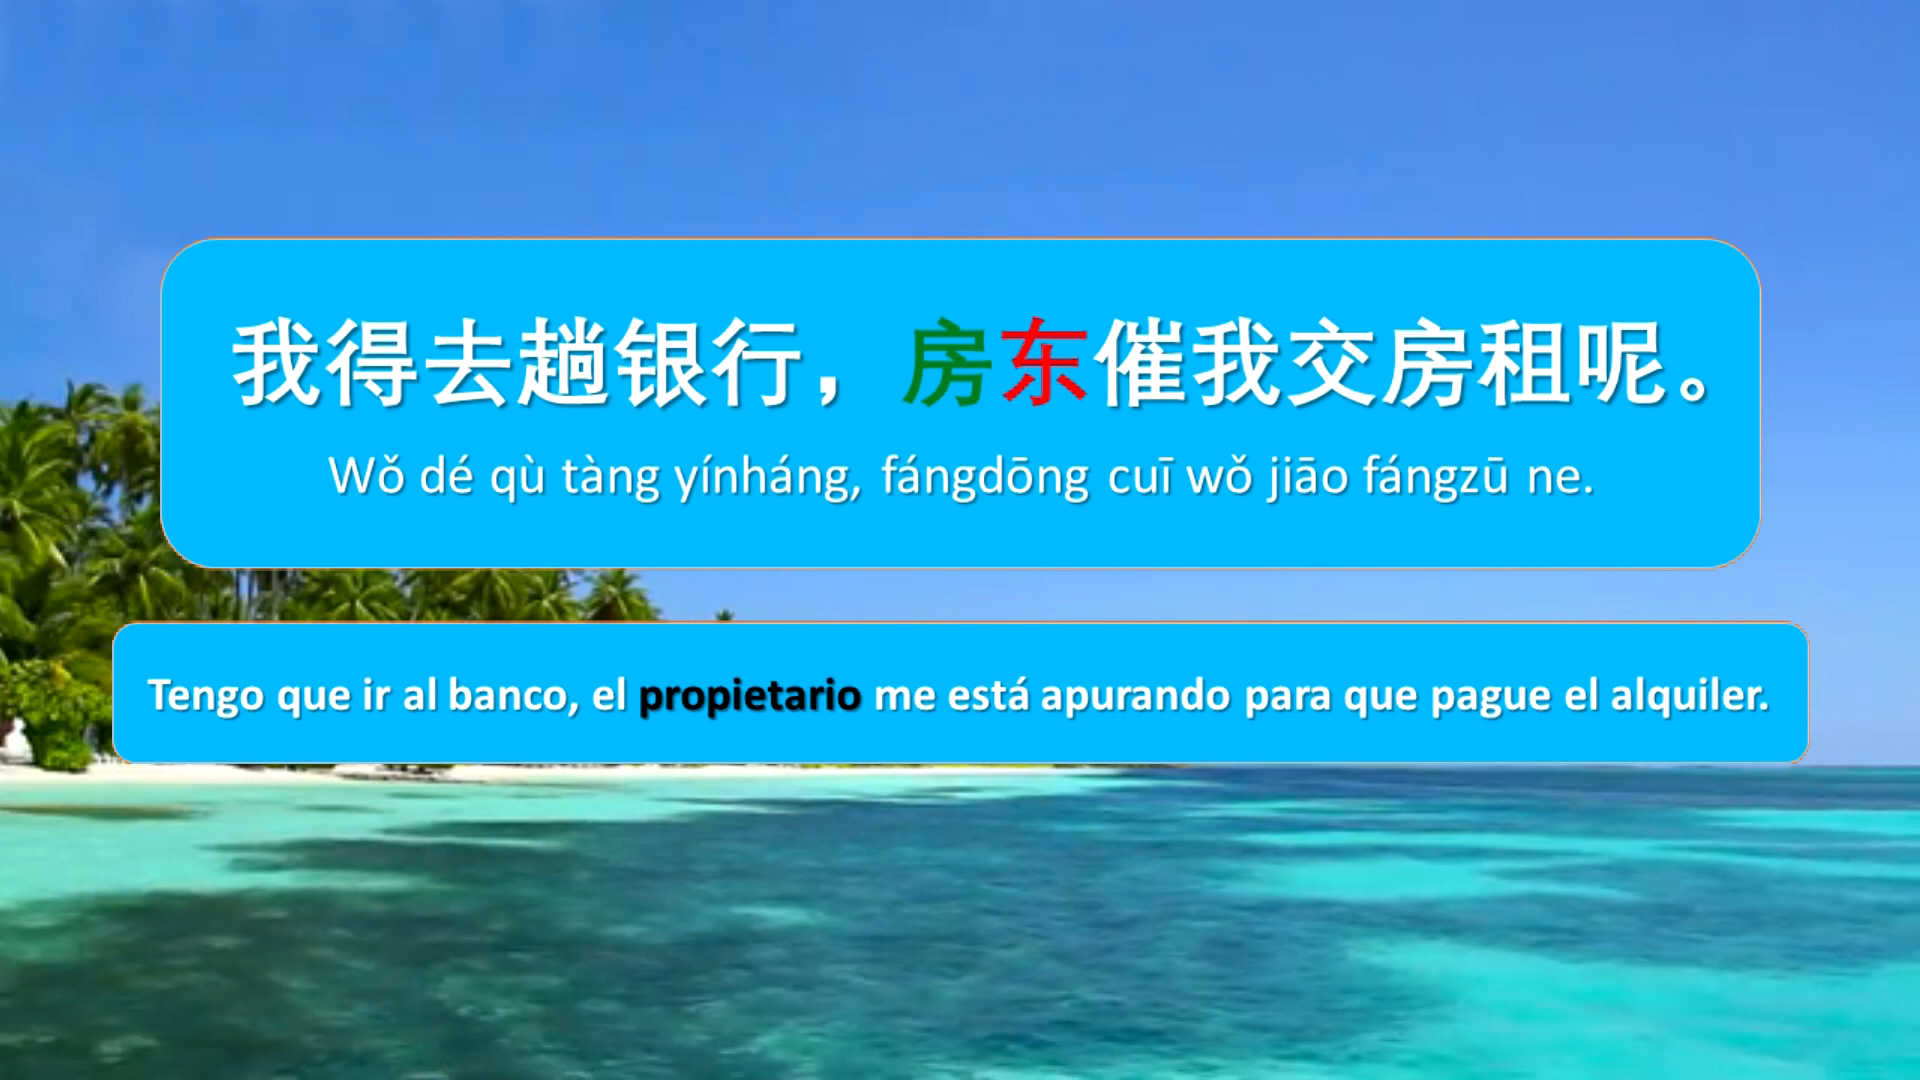 我得去趟银行，房东催我交房租呢。
Wǒ dé qù tàng yínháng, fángdōng cuī wǒ jiāo fángzū ne.
Tengo que ir al banco, el propietario me está apurando para que pague el alquiler.